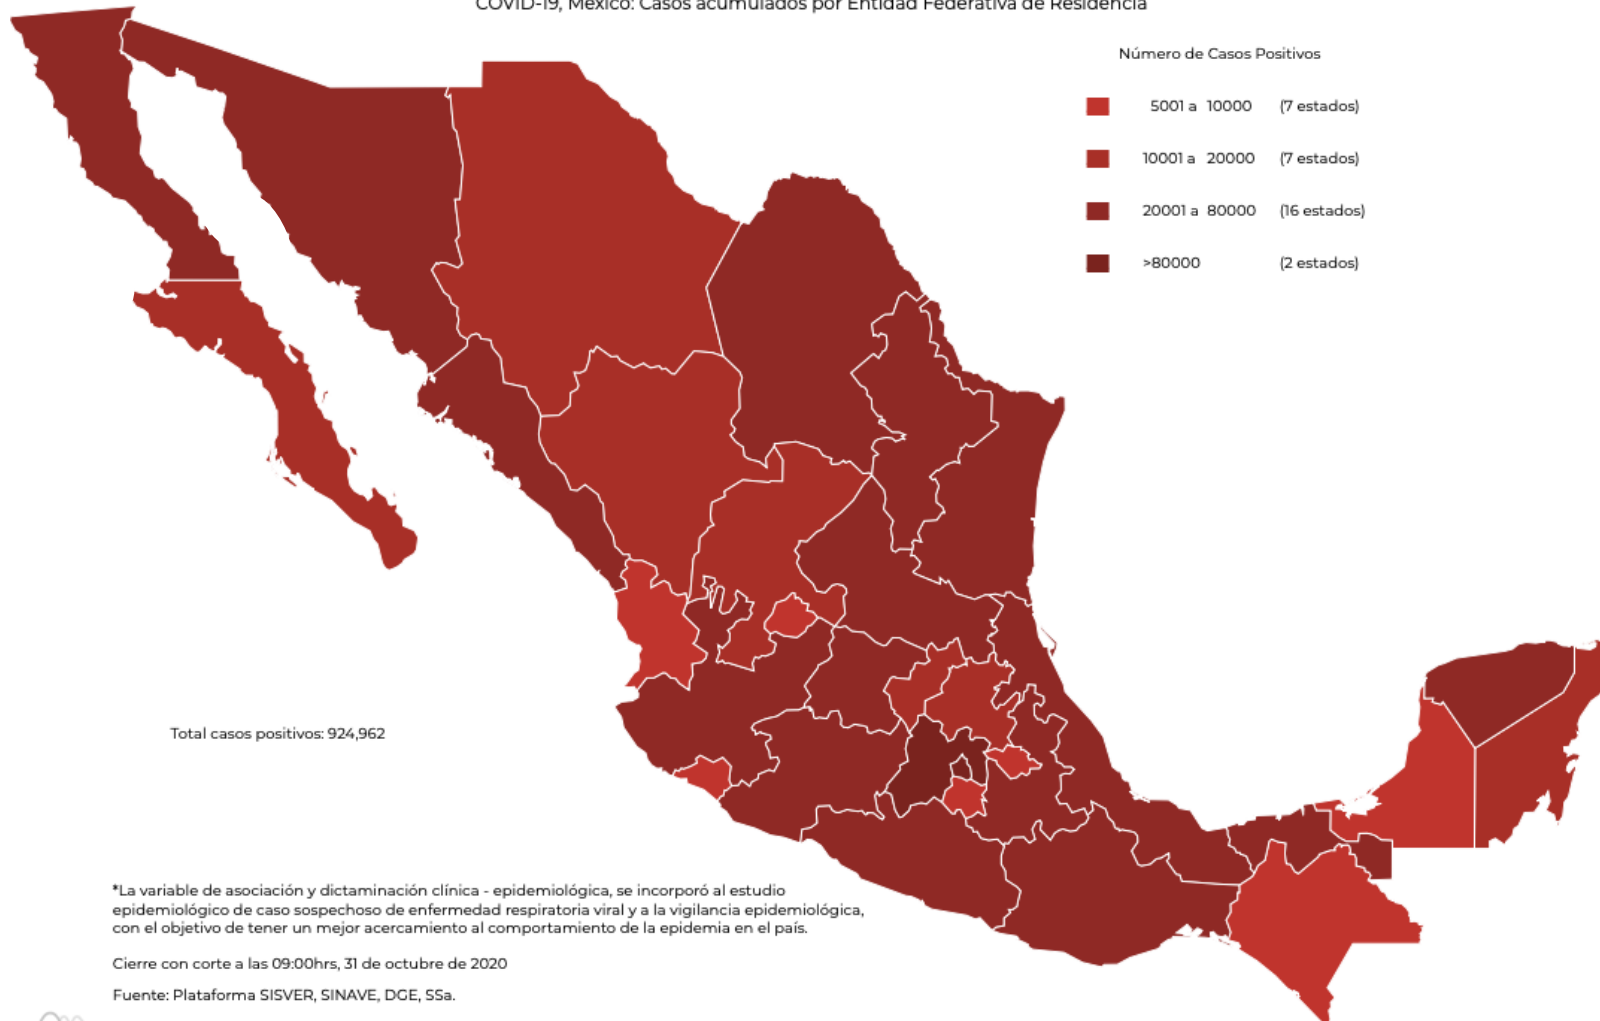 COVID-19, México: Casos acumulados por Entidad Federativa de Residencia
Número de Casos Positivos
5001 a 10000 (7 estados)
10001 a 20000 (7 estados)
20001 a 80000 (16 estados)
>80000 (2 estados)
Total casos positivos: 924,962
*La variable de asociación y dictaminación clínica - epidemiológica, se incorporó al estudio
epidemiológico de caso sospechoso de enfermedad respiratoria viral y a la vigilancia epidemiológica,
con el objetivo de tener un mejor acercamiento al comportamiento de la epidemia en el país.
Cierre con corte a las 09:00hrs, 31 de octubre de 2020
Fuente: Plataforma SISVER, SINAVE, DGE, SSa.